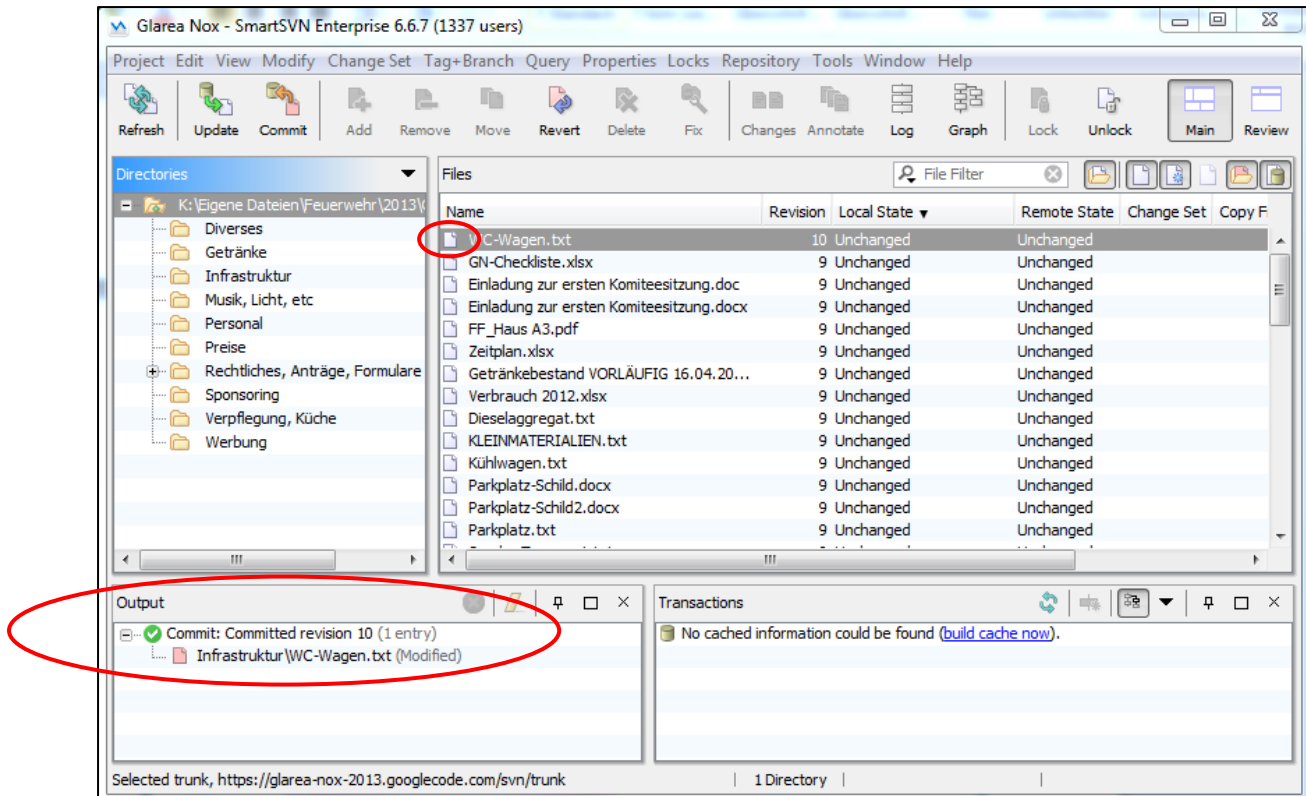 Glarea Nox - SmartSVN Enterprise 6.6.7 (1337 users)
Project Edit View Modify Change Set Tag+Branch Query Properties Locks Repository Tools Window Help
Refresh Update Commit Add Remove Move Revert Delete Fix Changes Annotate Log Graph Lock Unlock Main Review
Directories
K:\Eigene Dateien\Feuerwehr\2013\
Diverses
Getränke
Infrastruktur
Musik, Licht, etc
Personal
Preise
Rechtliches, Anträge, Formulare
Sponsoring
Verpflegung, Küche
Werbung
Files
File Filter
Name Revision Local State Remote State Change Set Copy F
WC-Wagen.txt 10 Unchanged Unchanged
GN-Checkliste.xlsx 9 Unchanged Unchanged
Einladung zur ersten Komiteesitzung.doc 9 Unchanged Unchanged
Einladung zur ersten Komiteesitzung.docx 9 Unchanged Unchanged
FF_Haus A3.pdf 9 Unchanged Unchanged
Zeitplan.xlsx 9 Unchanged Unchanged
Getränkebestand VORLÄUFIG 16.04.20... 9 Unchanged Unchanged
Verbrauch 2012.xlsx 9 Unchanged Unchanged
Dieselaggregat.txt 9 Unchanged Unchanged
KLEINMATERIALIEN.txt 9 Unchanged Unchanged
Kühlwagen.txt 9 Unchanged Unchanged
Parkplatz-Schild.docx 9 Unchanged Unchanged
Parkplatz-Schild2.docx 9 Unchanged Unchanged
Parkplatz.txt 9 Unchanged Unchanged
Output
Commit: Committed revision 10 (1 entry)
Infrastruktur\WC-Wagen.txt (Modified)
Transactions
No cached information could be found (build cache now).
Selected trunk, https://glarea-nox-2013.googlecode.com/svn/trunk
1 Directory